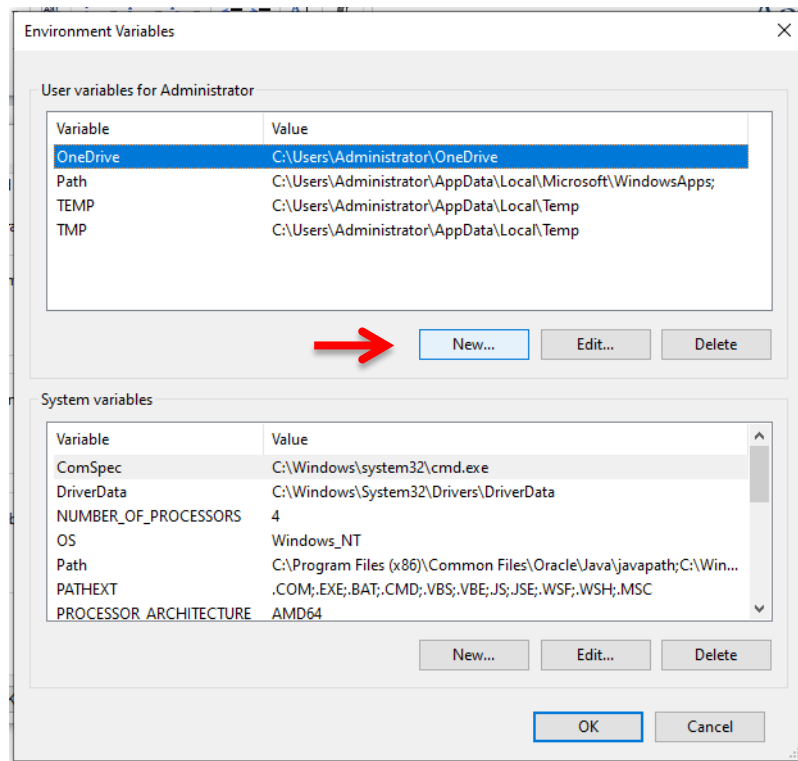 Environment Variables
User variables for Administrator
Variable Value
OneDrive C:\Users\Administrator\OneDrive
Path C:\Users\Administrator\AppData\Local\Microsoft\WindowsApps;
TEMP C:\Users\Administrator\AppData\Local\Temp
TMP C:\Users\Administrator\AppData\Local\Temp
New... Edit... Delete
System variables
Variable Value
ComSpec C:\Windows\system32\cmd.exe
DriverData C:\Windows\System32\Drivers\DriverData
NUMBER_OF_PROCESSORS 4
OS Windows_NT
Path C:\Program Files (x86)\Common Files\Oracle\Java\javapath;C:\Win...
PATHEXT .COM;.EXE;.BAT;.CMD;.VBS;.VBE;.JS;.JSE;.WSF;.WSH;.MSC
PROCESSOR_ARCHITECTURE AMD64
New... Edit... Delete
OK Cancel